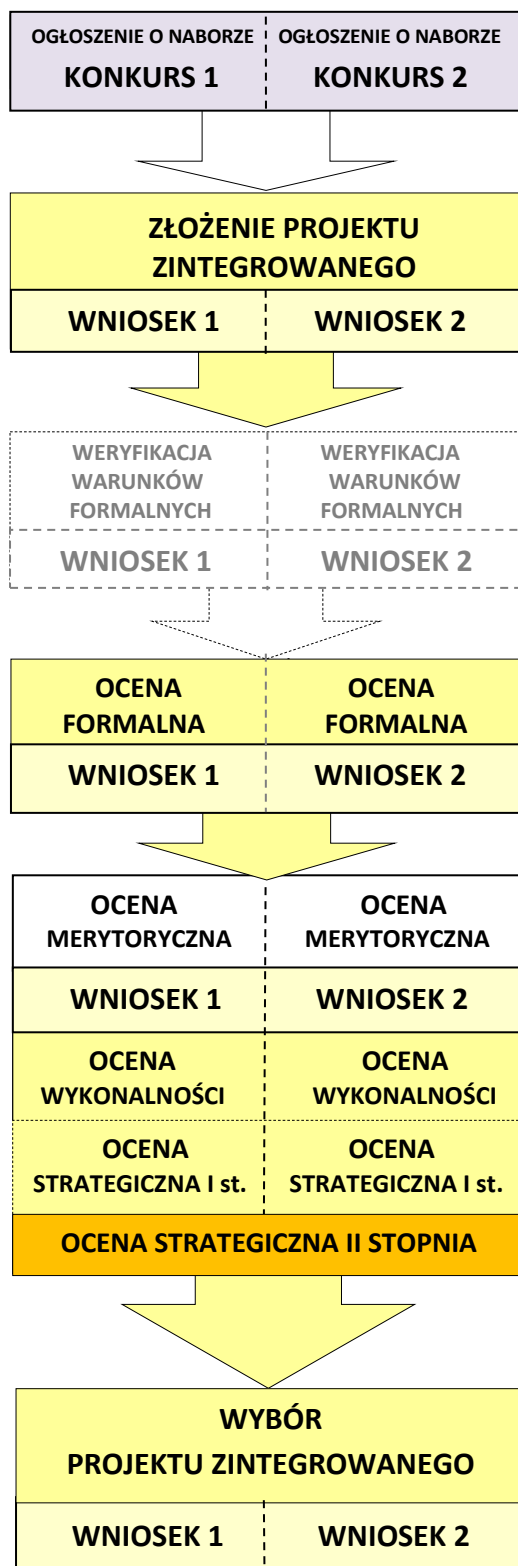 OGŁOSZENIE O NABORZE OGŁOSZENIE O NABORZE
KONKURS 1 KONKURS 2
ZŁOŻENIE PROJEKTU
ZINTEGROWANEGO
WNIOSEK 1 WNIOSEK 2
WERYFIKACJA WERYFIKACJA
WARUNKÓW WARUNKÓW
FORMALNYCH FORMALNYCH
WNIOSEK 1 WNIOSEK 2
OCENA OCENA
FORMALNA FORMALNA
WNIOSEK 1 WNIOSEK 2
OCENA OCENA
MERYTORYCZNA MERYTORYCZNA
WNIOSEK 1 WNIOSEK 2
OCENA OCENA
WYKONALNOŚCI WYKONALNOŚCI
OCENA OCENA
STRATEGICZNA I st. STRATEGICZNA I st.
OCENA STRATEGICZNA II STOPNIA
WYBÓR
PROJEKTU ZINTEGROWANEGO
WNIOSEK 1 WNIOSEK 2